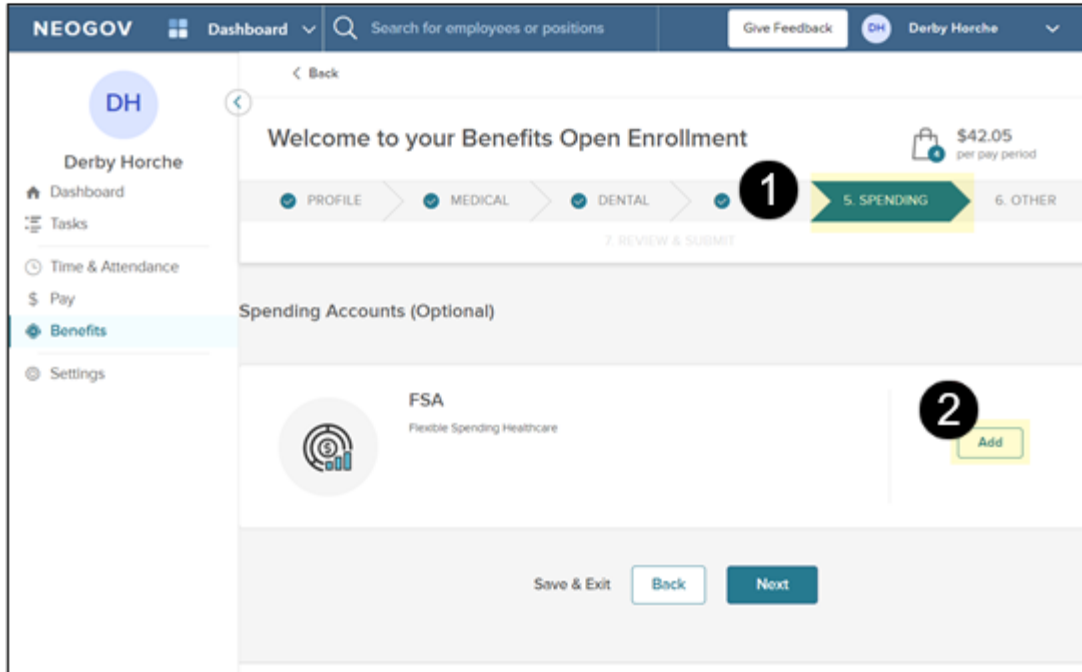 NEOGOV Dashboard Search for employees or positions Give Feedback DH Derby Horche
DH
Derby Horche
Dashboard
Tasks
Time & Attendance
$ Pay
Benefits
Settings
< Back
Welcome to your Benefits Open Enrollment
4
$42.05
per pay period
PROFILE MEDICAL DENTAL 1 5. SPENDING 6. OTHER
7. REVIEW & SUBMIT
Spending Accounts (Optional)
$
FSA
Flexible Spending Healthcare
2
Add
Save & Exit Back Next